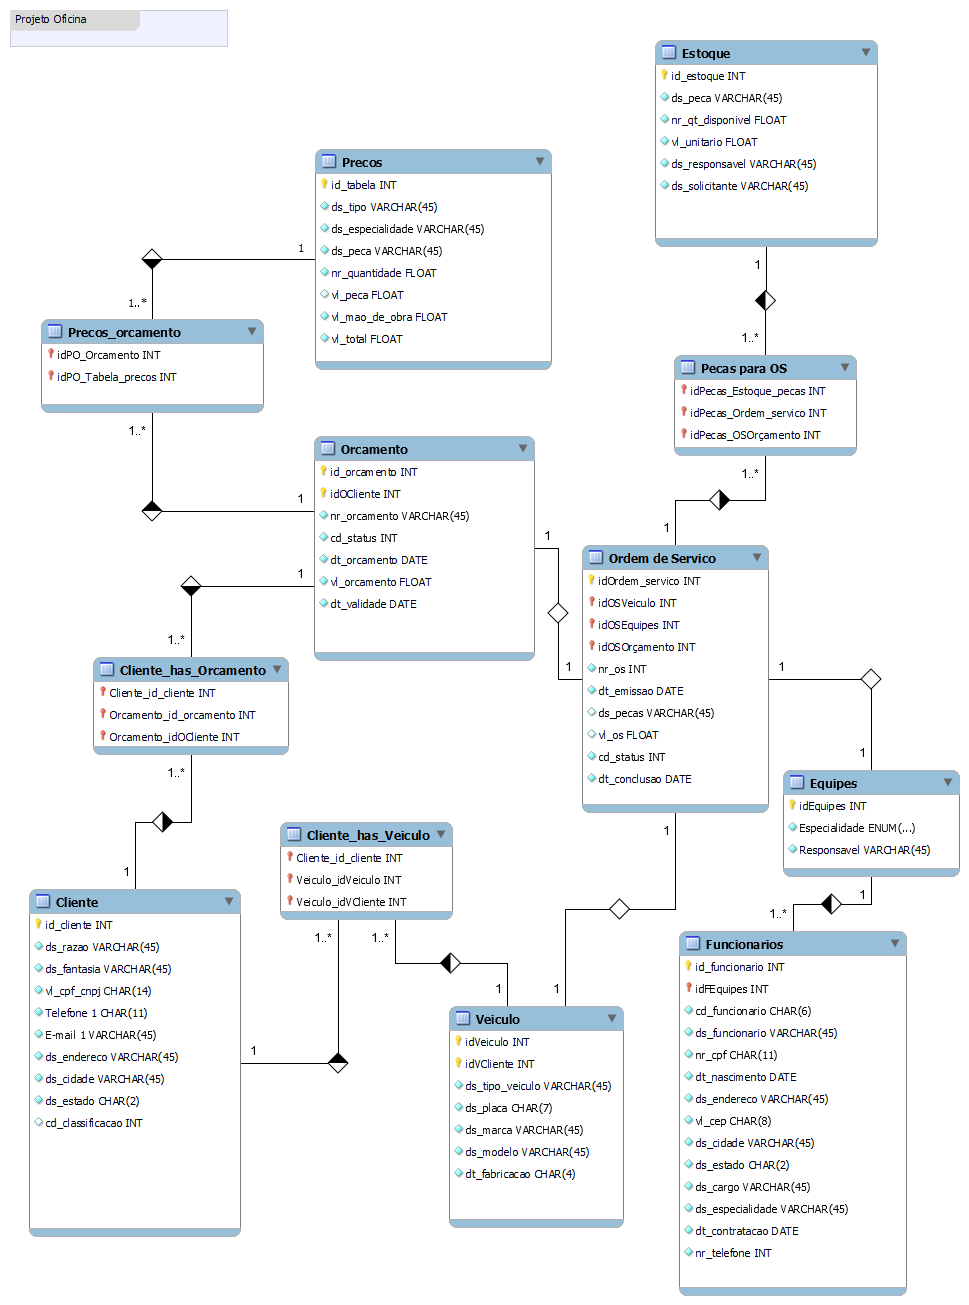 Projeto Oficina
Estoque
id_estoque INT
ds_peca VARCHAR(45)
nr_qt_disponivel FLOAT
vl_unitario FLOAT
ds_responsavel VARCHAR(45)
ds_solicitante VARCHAR(45)
Precos
id_tabela INT
ds_tipo VARCHAR(45)
ds_especialidade VARCHAR(45)
ds_peca VARCHAR(45)
nr_quantidade FLOAT
vl_peca FLOAT
vl_mao_de_obra FLOAT
vl_total FLOAT
1
1..*
1
1..*
Precos_orcamento
idPO_Orcamento INT
idPO_Tabela_precos INT
1..*
1
Pecas para OS
idPecas_Estoque_pecas INT
idPecas_Ordem_servico INT
idPecas_OSOrçamento INT
1..*
1
Orcamento
id_orcamento INT
idOCliente INT
nr_orcamento VARCHAR(45)
cd_status INT
dt_orcamento DATE
vl_orcamento FLOAT
dt_validade DATE
1
1
1
1..*
Ordem de Servico
idOrdem_servico INT
idOSVeiculo INT
idOSEquipes INT
idOSOrçamento INT
nr_os INT
dt_emissao DATE
ds_pecas VARCHAR(45)
vl_os FLOAT
cd_status INT
dt_conclusao DATE
1
1
1
1
Cliente_has_Orcamento
Cliente_id_cliente INT
Orcamento_id_orcamento INT
Orcamento_idOCliente INT
1..*
1
Equipes
idEquipes INT
Especialidade ENUM(...)
Responsavel VARCHAR(45)
1
1..*
Cliente_has_Veiculo
Cliente_id_cliente INT
Veiculo_idVeiculo INT
Veiculo_idVCliente INT
1..*
1..*
1
1
Cliente
id_cliente INT
ds_razao VARCHAR(45)
ds_fantasia VARCHAR(45)
vl_cpf_cnpj CHAR(14)
Telefone 1 CHAR(11)
E-mail 1 VARCHAR(45)
ds_endereco VARCHAR(45)
ds_cidade VARCHAR(45)
ds_estado CHAR(2)
cd_classificacao INT
Veiculo
idVeiculo INT
idVCliente INT
ds_tipo_veiculo VARCHAR(45)
ds_placa CHAR(7)
ds_marca VARCHAR(45)
ds_modelo VARCHAR(45)
dt_fabricacao CHAR(4)
Funcionarios
id_funcionario INT
idFEquipes INT
cd_funcionario CHAR(6)
ds_funcionario VARCHAR(45)
nr_cpf CHAR(11)
dt_nascimento DATE
ds_endereco VARCHAR(45)
vl_cep CHAR(8)
ds_cidade VARCHAR(45)
ds_estado CHAR(2)
ds_cargo VARCHAR(45)
ds_especialidade VARCHAR(45)
dt_contratacao DATE
nr_telefone INT